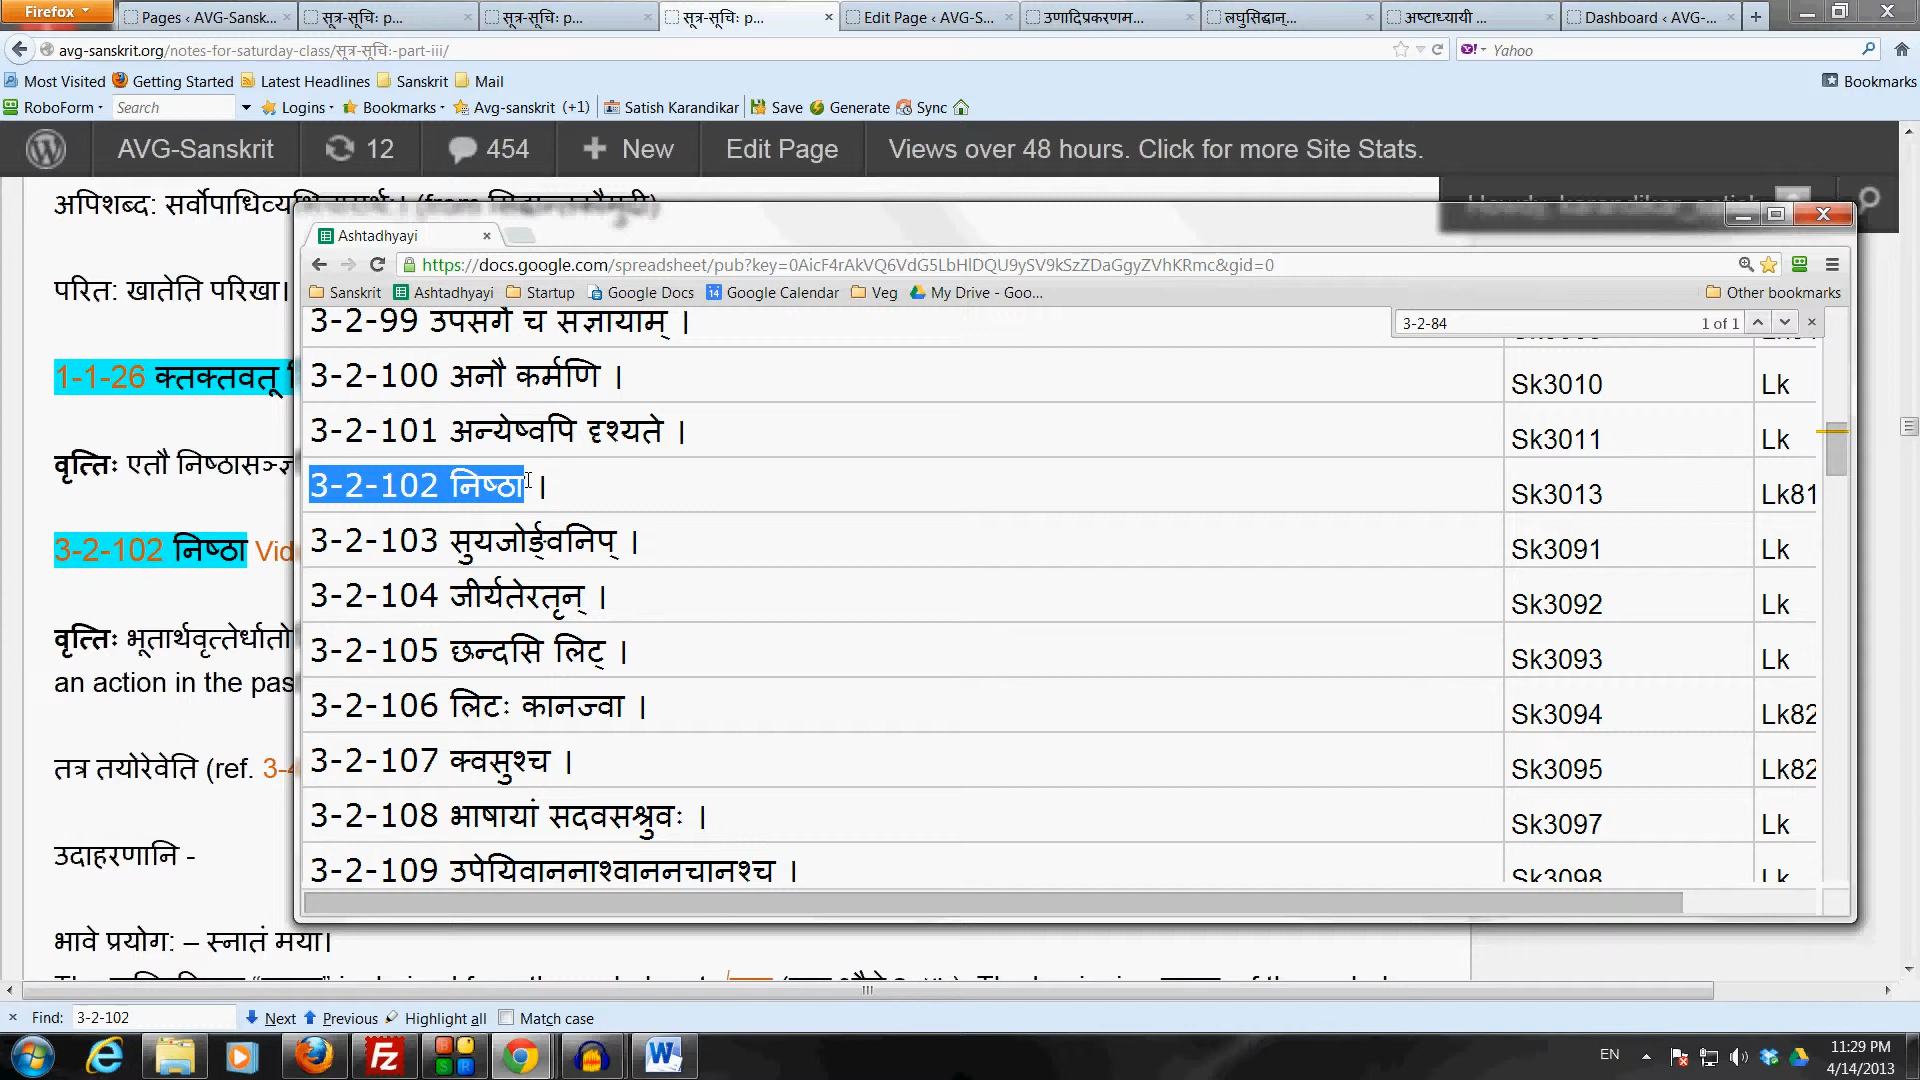 Firefox
Pages ‹ AVG-Sansk...
सूत्र-सूचिः p...
सूत्र-सूचिः p...
सूत्र-सूचिः p...
Edit Page ‹ AVG-S...
उणादिप्रकरणम...
लघुसिद्धान्...
अष्टाध्यायी ...
Dashboard ‹ AVG-...
avg-sanskrit.org/notes-for-saturday-class/सूत्र-सूचिः-part-iii/
Yahoo
Most Visited Getting Started Latest Headlines Sanskrit Mail Bookmarks
RoboForm Search Logins Bookmarks Avg-sanskrit (+1) Satish Karandikar Save Generate Sync
AVG-Sanskrit 12 454 New Edit Page Views over 48 hours. Click for more Site Stats.
अपिशब्दः
Ashtadhyayi
https://docs.google.com/spreadsheet/pub?key=0AicF4rAkVQ6VdG5LbHlDQU9ySV9kSzZDaGgyZVhKRmc&gid=0
Sanskrit Ashtadhyayi Startup Google Docs Google Calendar Veg My Drive - Goo... Other bookmarks
3-2-84 1 of 1
3-2-99 उपसर्गे च संज्ञायाम् ।
3-2-100 अनौ कर्मणि । Sk3010 Lk
3-2-101 अन्येष्वपि दृश्यते । Sk3011 Lk
3-2-102 निष्ठा । Sk3013 Lk81
3-2-103 सुयजोर्ङ्वनिप् । Sk3091 Lk
3-2-104 जीर्यतेरतृन् । Sk3092 Lk
3-2-105 छन्दसि लिट् । Sk3093 Lk
3-2-106 लिटः कानज्वा । Sk3094 Lk82
3-2-107 क्वसुश्च । Sk3095 Lk82
3-2-108 भाषायां सदवसश्रुवः । Sk3097 Lk
3-2-109 उपेयिवाननाश्वाननचानश्च । Sk3098 Lk
परितः खातेति परिखा।
1-1-26 क्तक्तवतू
वृत्तिः एतौ
3-2-102 निष्ठा Vid
वृत्तिः भूतार्थवृत्तेर्धातो
an action in the pas
तत्र तयोरेवेति (ref. 3-4
उदाहरणानि -
भावे प्रयोगः – स्नातं मया।
Find: 3-2-102 Next Previous Highlight all Match case
EN
11:29 PM
4/14/2013